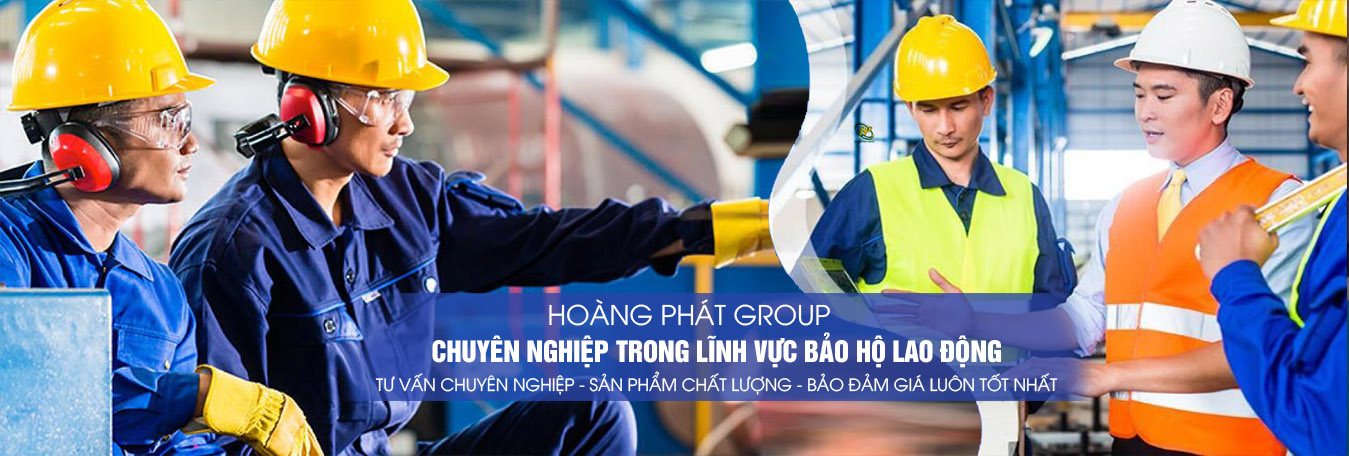 HOÀNG PHÁT GROUP
CHUYÊN NGHIỆP TRONG LĨNH VỰC BẢO HỘ LAO ĐỘNG
TƯ VẤN CHUYÊN NGHIỆP - SẢN PHẨM CHẤT LƯỢNG - BẢO ĐẢM GIÁ LUÔN TỐT NHẤT